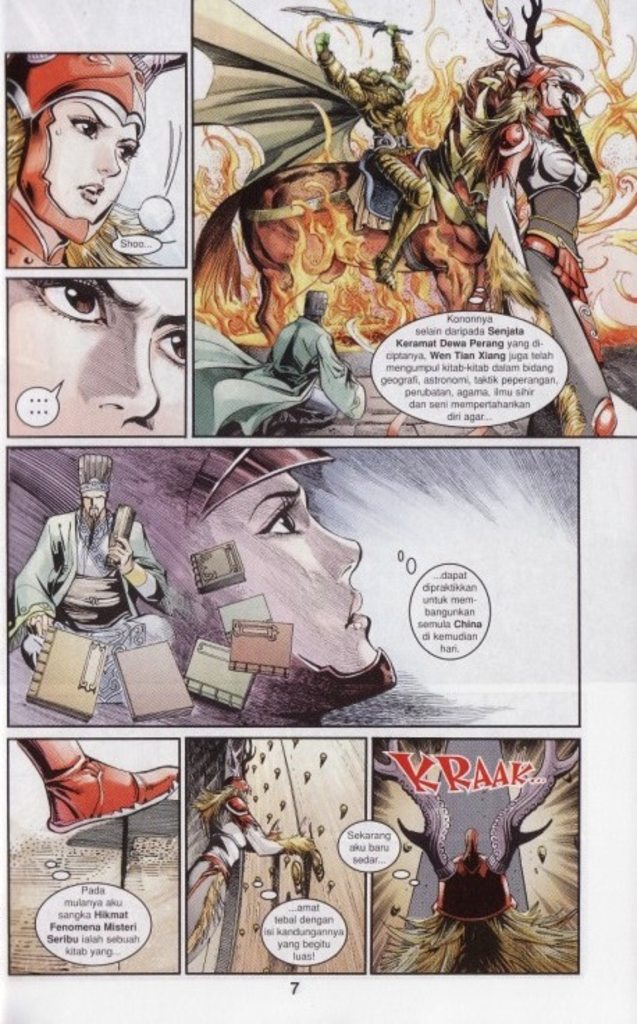 Shoo...
... ...
Kononnya
selain daripada Senjata
Keramat Dewa Perang yang di-
ciptanya, Wen Tian Xiang juga telah
mengumpul kitab-kitab dalam bidang
geografi, astronomi, taktik peperangan,
perubatan, agama, ilmu sihir
dan seni mempertahankan
diri agar...
...dapat
dipraktikkan
untuk mem-
bangunkan
semula China
di kemudian
hari.
Pada
mulanya aku
sangka Hikmat
Fenomena Misteri
Seribu ialah sebuah
kitab yang...
...amat
tebal dengan
isi kandungannya
yang begitu
luas!
Sekarang
aku baru
sedar...
KRAAK...
7